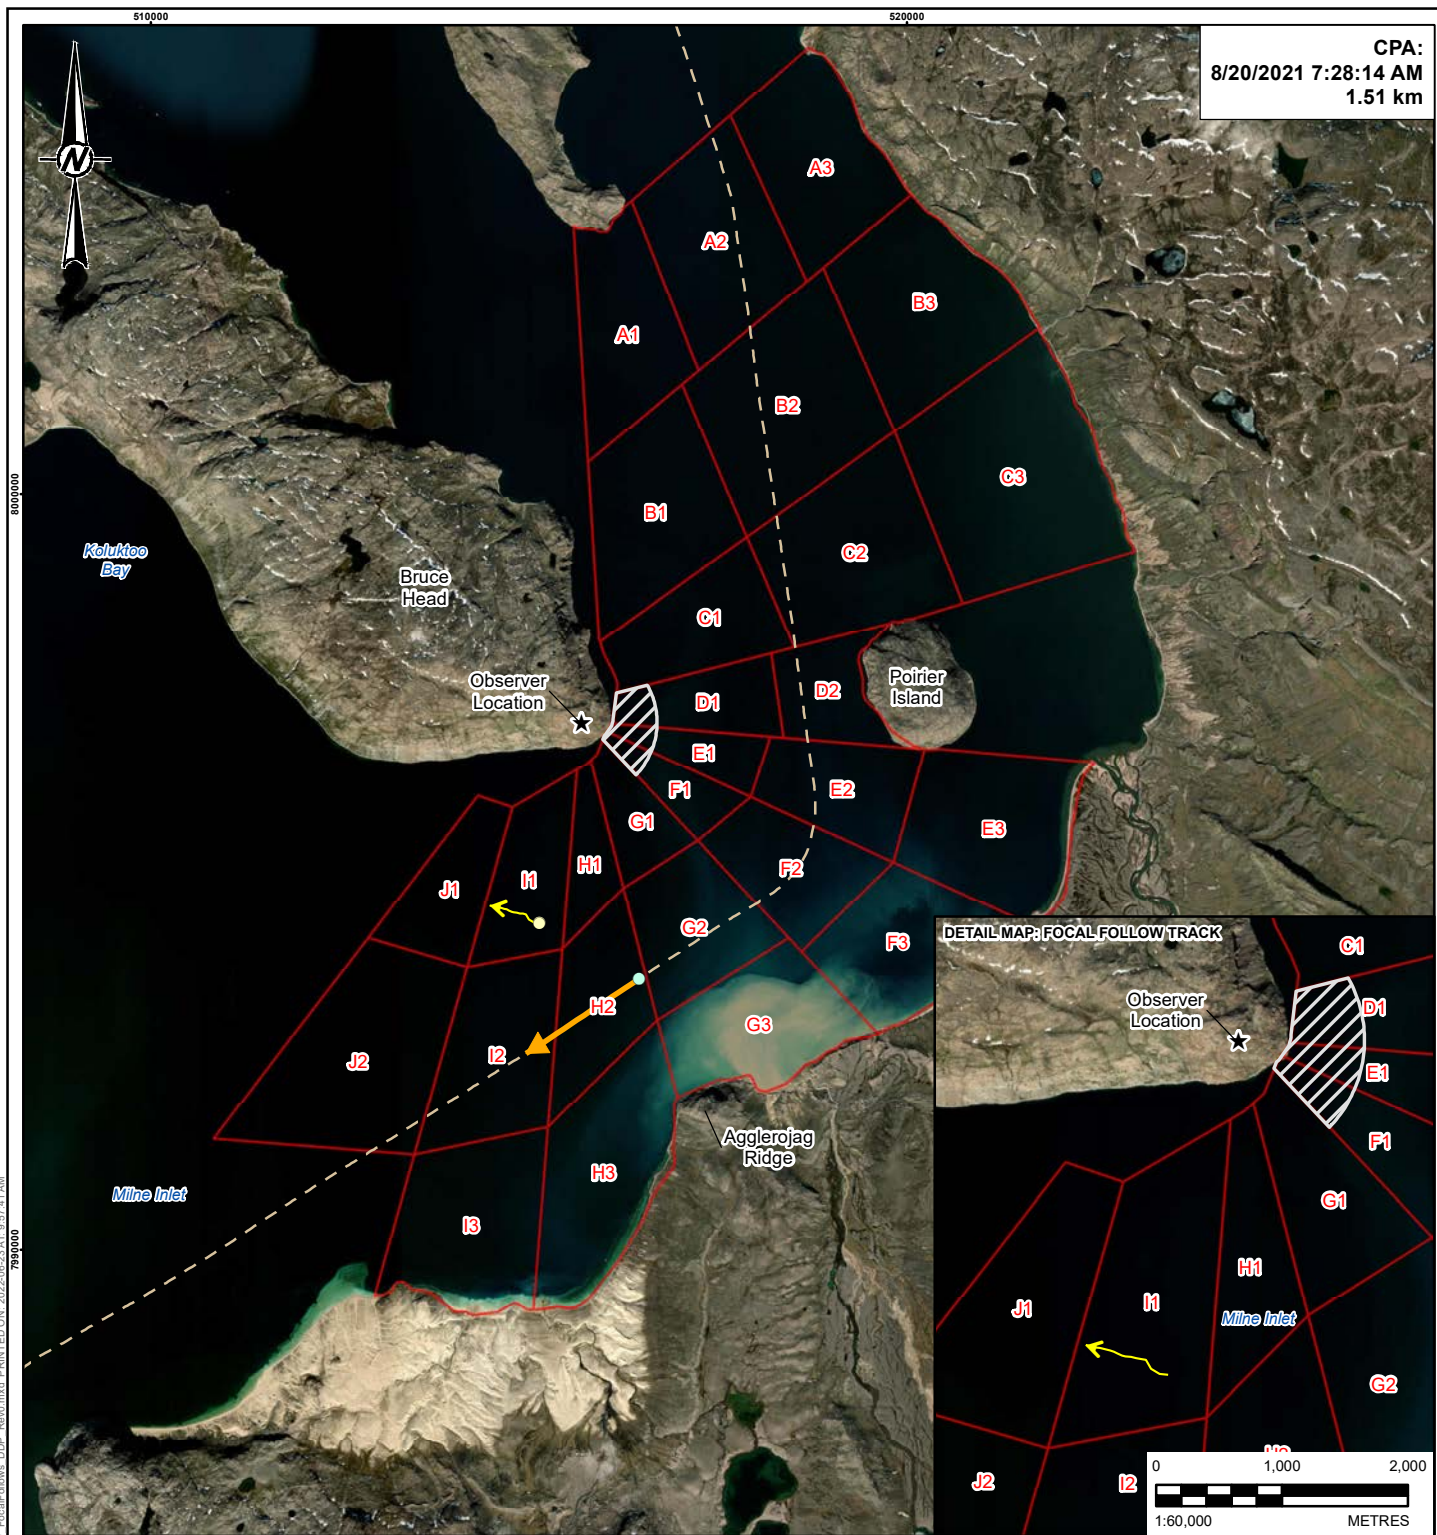 510000
520000
CPA:
8/20/2021 7:28:14 AM
1.51 km
N
A3
A2
B3
A1
B2
C3
8000000
B1
Koluktoo
Bay
C2
Bruce
Head
C1
Observer
Location
Poirier
Island
D2
D1
E1
F1
E2
G1
E3
H1
F2
I1
J1
G2
F3
H2
G3
I2
J2
Agglerojag
Ridge
H3
Milne Inlet
I3
7990000
DETAIL MAP: FOCAL FOLLOW TRACK
C1
Observer
Location
D1
E1
F1
G1
H1
I1
J1
Milne Inlet
G2
J2
I2
0
1,000
2,000
1:60,000
METRES